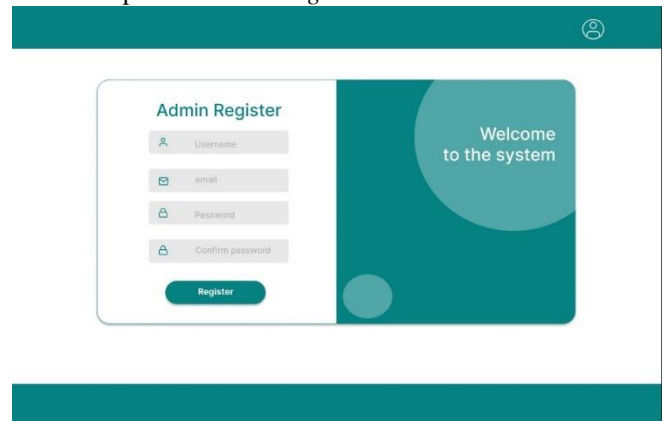 Admin Register
Username
email
Password
Confirm password
Register
Welcome
to the system